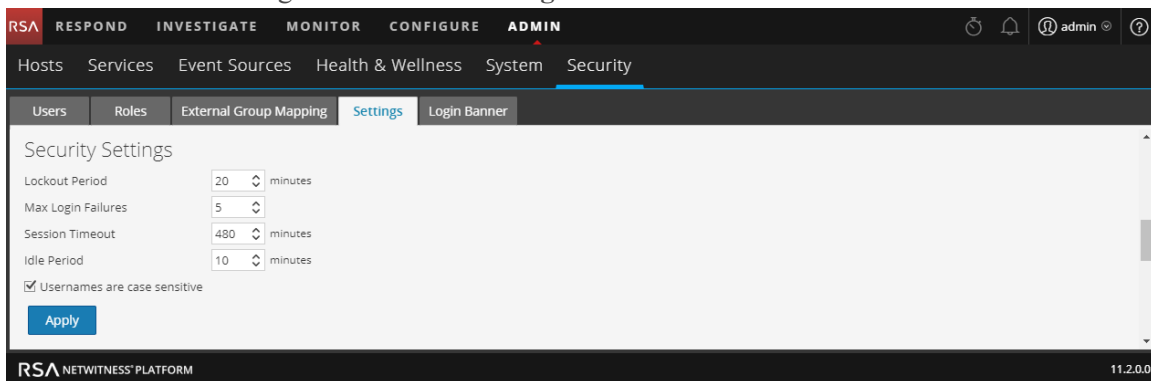 RSA RESPOND INVESTIGATE MONITOR CONFIGURE ADMIN admin ?
Hosts Services Event Sources Health & Wellness System Security
Users Roles External Group Mapping Settings Login Banner
Security Settings
Lockout Period 20 minutes
Max Login Failures 5
Session Timeout 480 minutes
Idle Period 10 minutes
Usernames are case sensitive
Apply
RSA NETWITNESS® PLATFORM 11.2.0.0